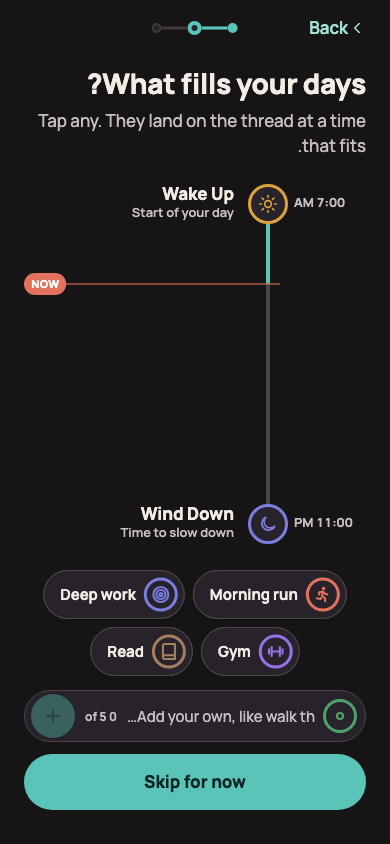 Back
?What fills your days
Tap any. They land on the thread at a time
.that fits
Wake Up
Start of your day
AM 7:00
NOW
Wind Down
Time to slow down
PM 11:00
Morning run
Deep work
Gym
Read
...Add your own, like walk th
of 5 0
Skip for now